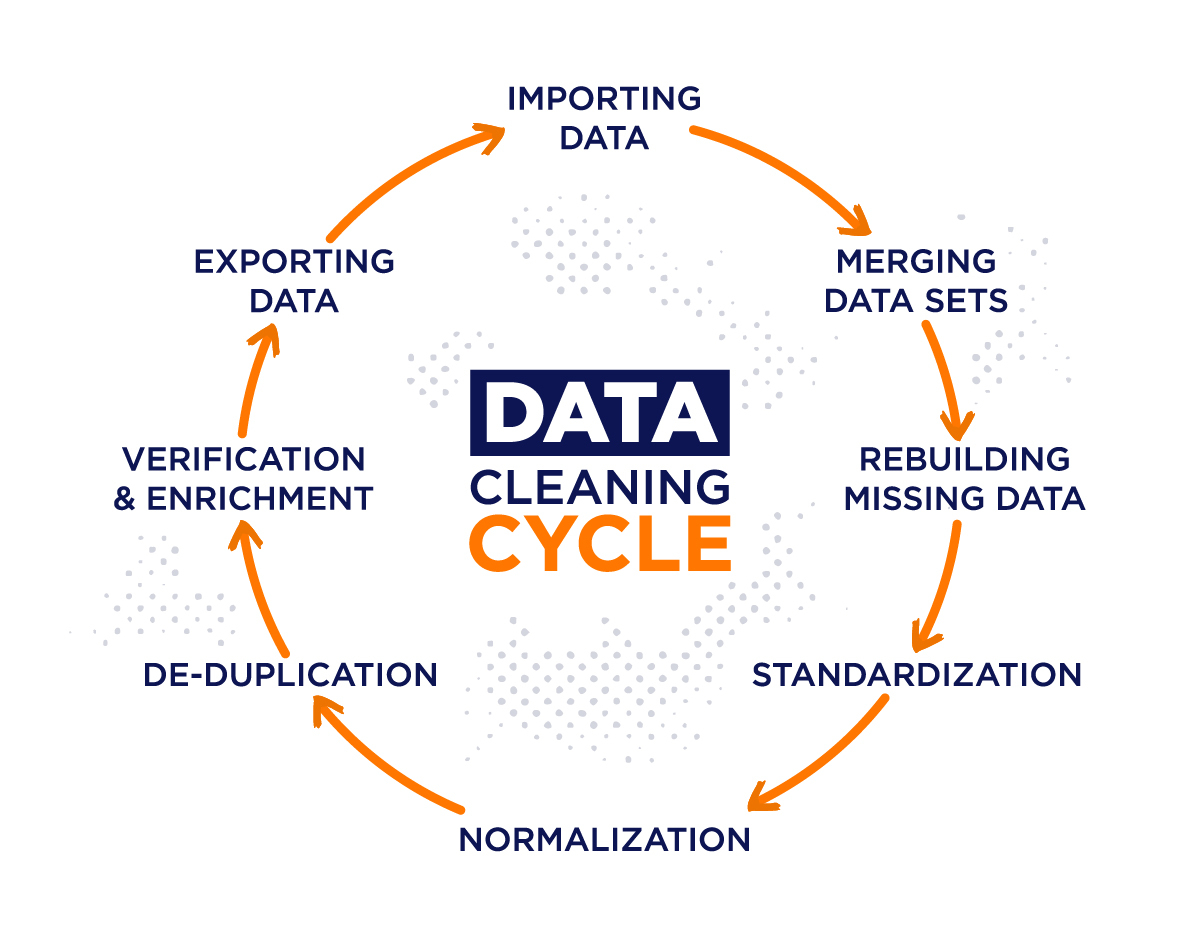 IMPORTING
DATA
MERGING
DATA SETS
REBUILDING
MISSING DATA
STANDARDIZATION
NORMALIZATION
DE-DUPLICATION
VERIFICATION
& ENRICHMENT
EXPORTING
DATA
DATA
CLEANING
CYCLE